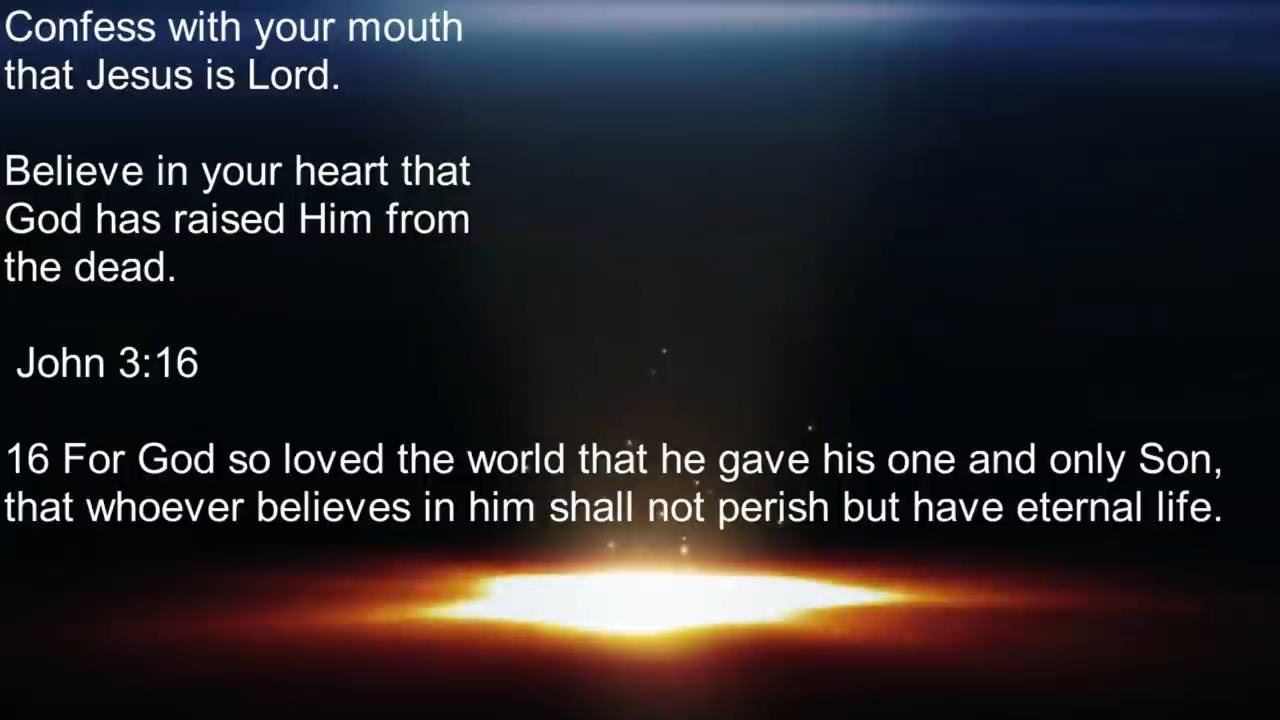 Confess with your mouth
that Jesus is Lord.
Believe in your heart that
God has raised Him from
the dead.
John 3:16
16 For God so loved the world that he gave his one and only Son,
that whoever believes in him shall not perish but have eternal life.